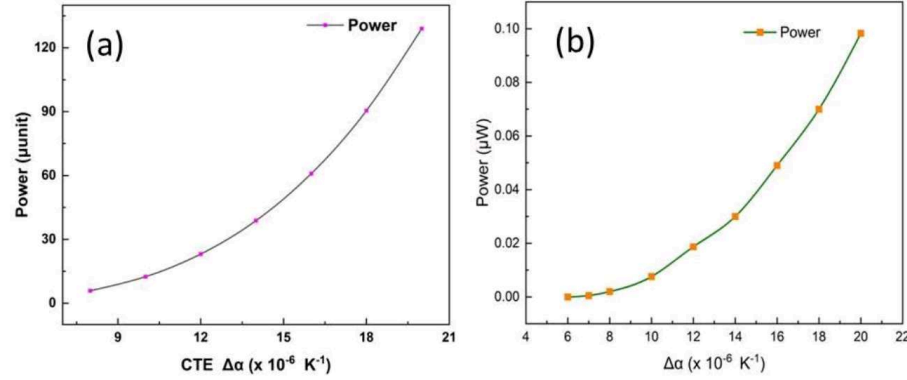 (a)
Power
Power (μunit)
120
90
60
30
0
9 12 15 18 21
CTE Δα (x 10⁻⁶ K⁻¹)
(b)
Power
Power (μW)
0.10
0.08
0.06
0.04
0.02
0.00
4 6 8 10 12 14 16 18 20 22
Δα (x 10⁻⁶ K⁻¹)